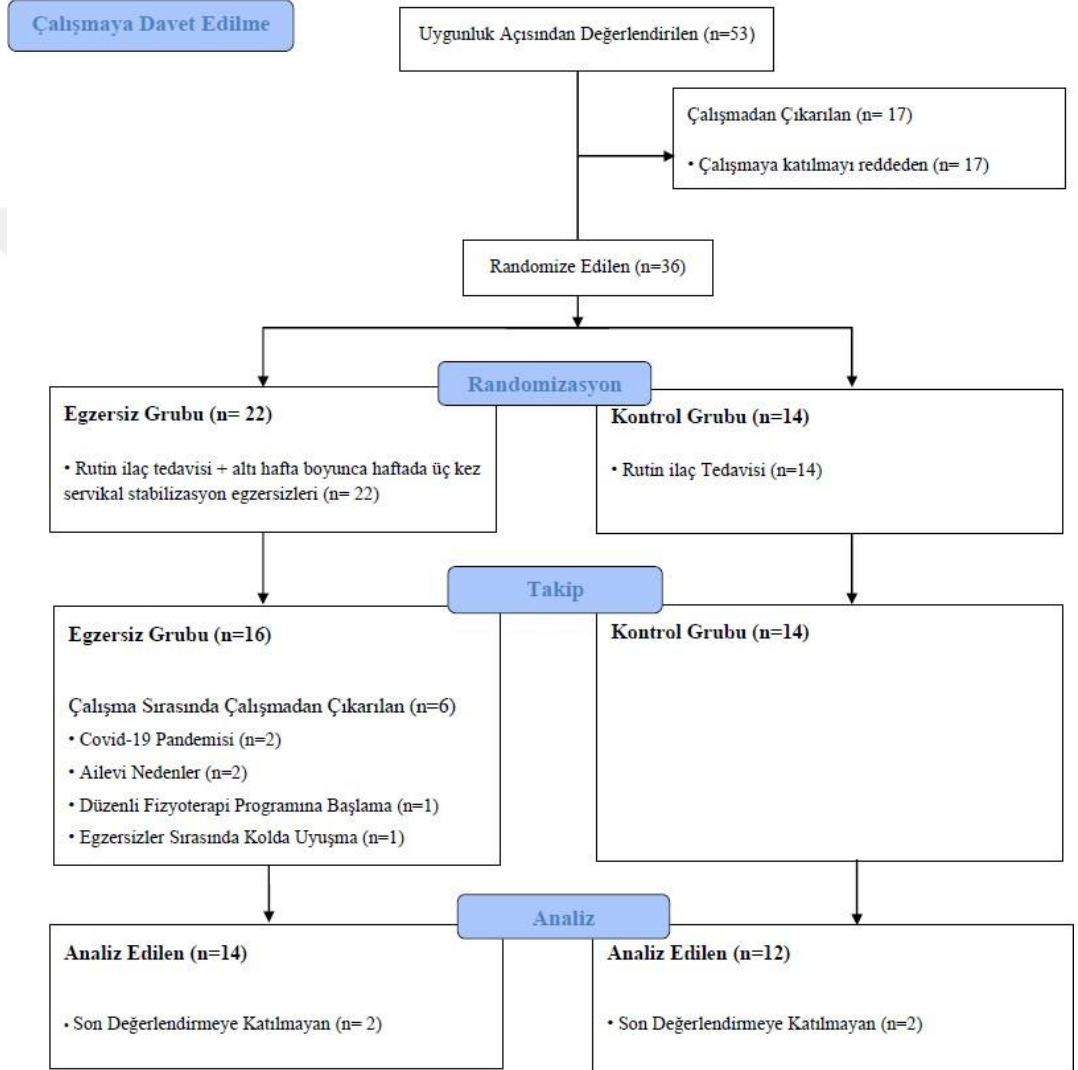 Çalışmaya Davet Edilme
Uygunluk Açısından Değerlendirilen (n=53)
Çalışmadan Çıkarılan (n= 17)
• Çalışmaya katılmayı reddeden (n= 17)
Randomize Edilen (n=36)
Randomizasyon
Egzersiz Grubu (n= 22)
• Rutin ilaç tedavisi + altı hafta boyunca haftada üç kez
servikal stabilizasyon egzersizleri (n= 22)
Kontrol Grubu (n=14)
• Rutin ilaç Tedavisi (n=14)
Takip
Egzersiz Grubu (n=16)
Çalışma Sırasında Çalışmadan Çıkarılan (n=6)
• Covid-19 Pandemisi (n=2)
• Ailevi Nedenler (n=2)
• Düzenli Fizyoterapi Programına Başlama (n=1)
• Egzersizler Sırasında Kolda Uyuşma (n=1)
Kontrol Grubu (n=14)
Analiz
Analiz Edilen (n=14)
• Son Değerlendirmeye Katılmayan (n= 2)
Analiz Edilen (n=12)
• Son Değerlendirmeye Katılmayan (n=2)